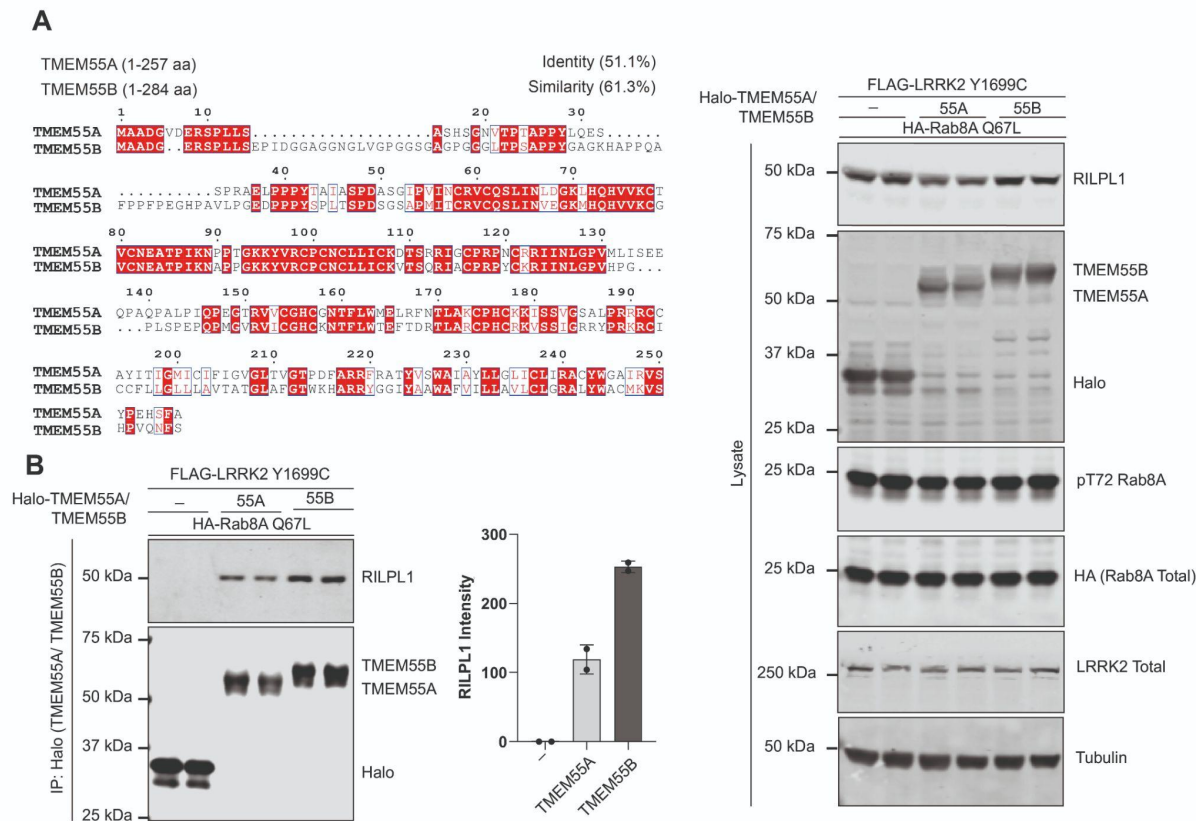 A
TMEM55A (1-257 aa)
Identity (51.1%)
TMEM55B (1-284 aa)
Similarity (61.3%)
1 10 20 30
TMEM55A MAADGVDERSPLLS...................ASHSGNVTPTAPPYLQES......
TMEM55B MAADG..ERSPLLSEPIDGGAGGNGLVGPGGSGAGPGGGLTPSAPPYGAGKHAPPQA
40 50 60 70
TMEM55A ..........SPRAELPPPYTAIASPDASGIPVINCRVCQSLINLDGKLHQHVVKCT
TMEM55B FPPFPEGHPAVLPGEDPPPYSPLTSPDSGSAPMITCRVCQSLINVEGKMHQHVVKCG
80 90 100 110 120 130
TMEM55A VCNEATPIKNPPTGKKYVRCPCNCLLICKDTSRRIGCPRPNCRRIINLGPVMLISEE
TMEM55B VCNEATPIKNAPPGKKYVRCPCNCLLICKVTSQRIACPRPYCKRIINLGPVHPG...
140 150 160 170 180 190
TMEM55A QPAQPALPIQPEGTRVVCGHCGNTFLWMELRFNTLAKCPHCKKISSVGSALPRRRCC
TMEM55B ...PLSPEPQPMGVRVICGHCGNTFLWTEFTDRTLARCPHCRKVSSIGRRYPRKRCI
200 210 220 230 240 250
TMEM55A AYITIGMICIFIGVGLTVGTPDFARRFRATYVSWAIAYLLGLICLIRACYWGAIRVS
TMEM55B CCFLLGLLLAVTATGLAFGTWKHARRYGGIYAAWAFVILLAVLCLGRALYWACMKVS
TMEM55A YPEHSFA
TMEM55B HPVQNFS
B
FLAG-LRRK2 Y1699C
Halo-TMEM55A/
TMEM55B
– 55A 55B
HA-Rab8A Q67L
IP: Halo (TMEM55A/ TMEM55B)
50 kDa
RILPL1
75 kDa
TMEM55B
TMEM55A
50 kDa
37 kDa
Halo
25 kDa
RILPL1 Intensity
300
200
100
0
–
TMEM55A
TMEM55B
FLAG-LRRK2 Y1699C
Halo-TMEM55A/
TMEM55B
– 55A 55B
HA-Rab8A Q67L
Lysate
50 kDa
RILPL1
75 kDa
TMEM55B
TMEM55A
50 kDa
37 kDa
Halo
25 kDa
25 kDa
pT72 Rab8A
25 kDa
HA (Rab8A Total)
250 kDa
LRRK2 Total
50 kDa
Tubulin